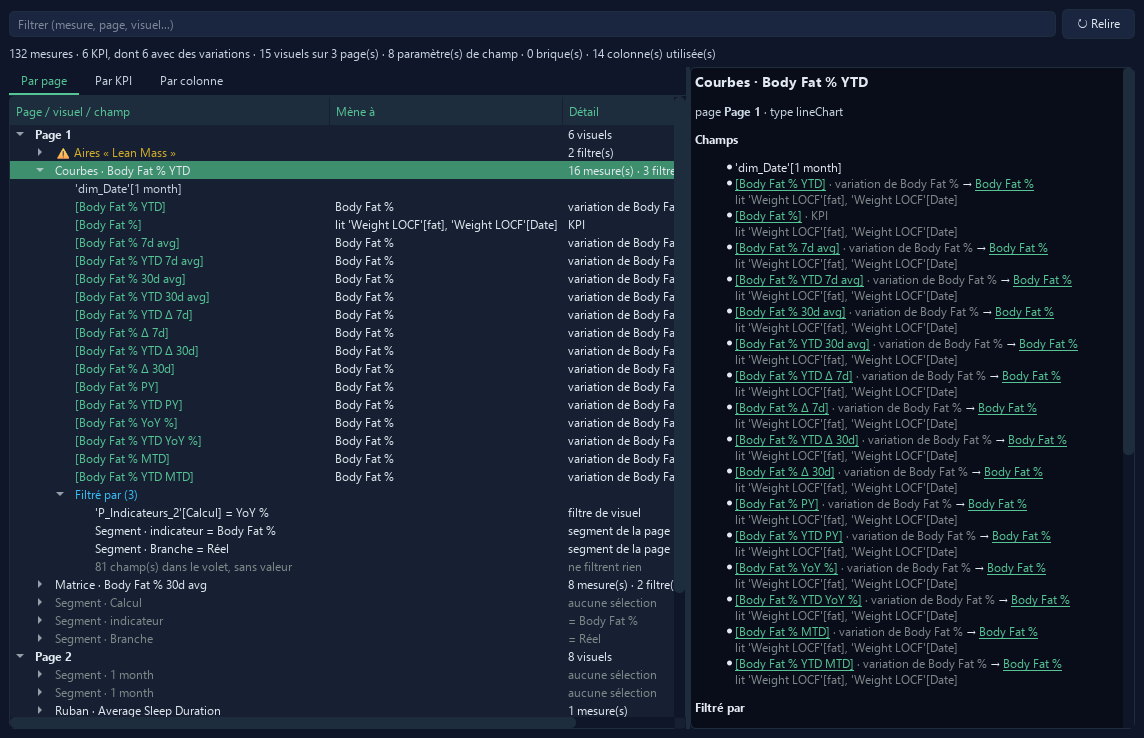 Filtrer (mesure, page, visuel...)
Relire
132 mesures · 6 KPI, dont 6 avec des variations · 15 visuels sur 3 page(s) · 8 paramètre(s) de champ · 0 brique(s) · 14 colonne(s) utilisée(s)
Par page Par KPI Par colonne
Page / visuel / champ Mène à Détail
Page 1 6 visuels
Aires « Lean Mass » 2 filtre(s)
Courbes · Body Fat % YTD 16 mesure(s) · 3 filtre
'dim_Date'[1 month]
[Body Fat % YTD] Body Fat % variation de Body Fa
[Body Fat %] lit 'Weight LOCF'[fat], 'Weight LOCF'[Date] KPI
[Body Fat % 7d avg] Body Fat % variation de Body Fa
[Body Fat % YTD 7d avg] Body Fat % variation de Body Fa
[Body Fat % 30d avg] Body Fat % variation de Body Fa
[Body Fat % YTD 30d avg] Body Fat % variation de Body Fa
[Body Fat % YTD Δ 7d] Body Fat % variation de Body Fa
[Body Fat % Δ 7d] Body Fat % variation de Body Fa
[Body Fat % YTD Δ 30d] Body Fat % variation de Body Fa
[Body Fat % Δ 30d] Body Fat % variation de Body Fa
[Body Fat % PY] Body Fat % variation de Body Fa
[Body Fat % YTD PY] Body Fat % variation de Body Fa
[Body Fat % YoY %] Body Fat % variation de Body Fa
[Body Fat % YTD YoY %] Body Fat % variation de Body Fa
[Body Fat % MTD] Body Fat % variation de Body Fa
[Body Fat % YTD MTD] Body Fat % variation de Body Fa
Filtré par (3)
'P_Indicateurs_2'[Calcul] = YoY % filtre de visuel
Segment · indicateur = Body Fat % segment de la page
Segment · Branche = Réel segment de la page
81 champ(s) dans le volet, sans valeur ne filtrent rien
Matrice · Body Fat % 30d avg 8 mesure(s) · 2 filtre(
Segment · Calcul aucune sélection
Segment · indicateur = Body Fat %
Segment · Branche = Réel
Page 2 8 visuels
Segment · 1 month aucune sélection
Segment · 1 month aucune sélection
Ruban · Average Sleep Duration 1 mesure(s)
Courbes · Body Fat % YTD
page Page 1 · type lineChart
Champs
• 'dim_Date'[1 month]
• [Body Fat % YTD] · variation de Body Fat % → Body Fat %
lit 'Weight LOCF'[fat], 'Weight LOCF'[Date]
• [Body Fat %] · KPI
lit 'Weight LOCF'[fat], 'Weight LOCF'[Date]
• [Body Fat % 7d avg] · variation de Body Fat % → Body Fat %
lit 'Weight LOCF'[fat], 'Weight LOCF'[Date]
• [Body Fat % YTD 7d avg] · variation de Body Fat % → Body Fat %
lit 'Weight LOCF'[fat], 'Weight LOCF'[Date]
• [Body Fat % 30d avg] · variation de Body Fat % → Body Fat %
lit 'Weight LOCF'[fat], 'Weight LOCF'[Date]
• [Body Fat % YTD 30d avg] · variation de Body Fat % → Body Fat %
lit 'Weight LOCF'[fat], 'Weight LOCF'[Date]
• [Body Fat % YTD Δ 7d] · variation de Body Fat % → Body Fat %
lit 'Weight LOCF'[fat], 'Weight LOCF'[Date]
• [Body Fat % Δ 7d] · variation de Body Fat % → Body Fat %
lit 'Weight LOCF'[fat], 'Weight LOCF'[Date]
• [Body Fat % YTD Δ 30d] · variation de Body Fat % → Body Fat %
lit 'Weight LOCF'[fat], 'Weight LOCF'[Date]
• [Body Fat % Δ 30d] · variation de Body Fat % → Body Fat %
lit 'Weight LOCF'[fat], 'Weight LOCF'[Date]
• [Body Fat % PY] · variation de Body Fat % → Body Fat %
lit 'Weight LOCF'[fat], 'Weight LOCF'[Date]
• [Body Fat % YTD PY] · variation de Body Fat % → Body Fat %
lit 'Weight LOCF'[fat], 'Weight LOCF'[Date]
• [Body Fat % YoY %] · variation de Body Fat % → Body Fat %
lit 'Weight LOCF'[fat], 'Weight LOCF'[Date]
• [Body Fat % YTD YoY %] · variation de Body Fat % → Body Fat %
lit 'Weight LOCF'[fat], 'Weight LOCF'[Date]
• [Body Fat % MTD] · variation de Body Fat % → Body Fat %
lit 'Weight LOCF'[fat], 'Weight LOCF'[Date]
• [Body Fat % YTD MTD] · variation de Body Fat % → Body Fat %
lit 'Weight LOCF'[fat], 'Weight LOCF'[Date]
Filtré par